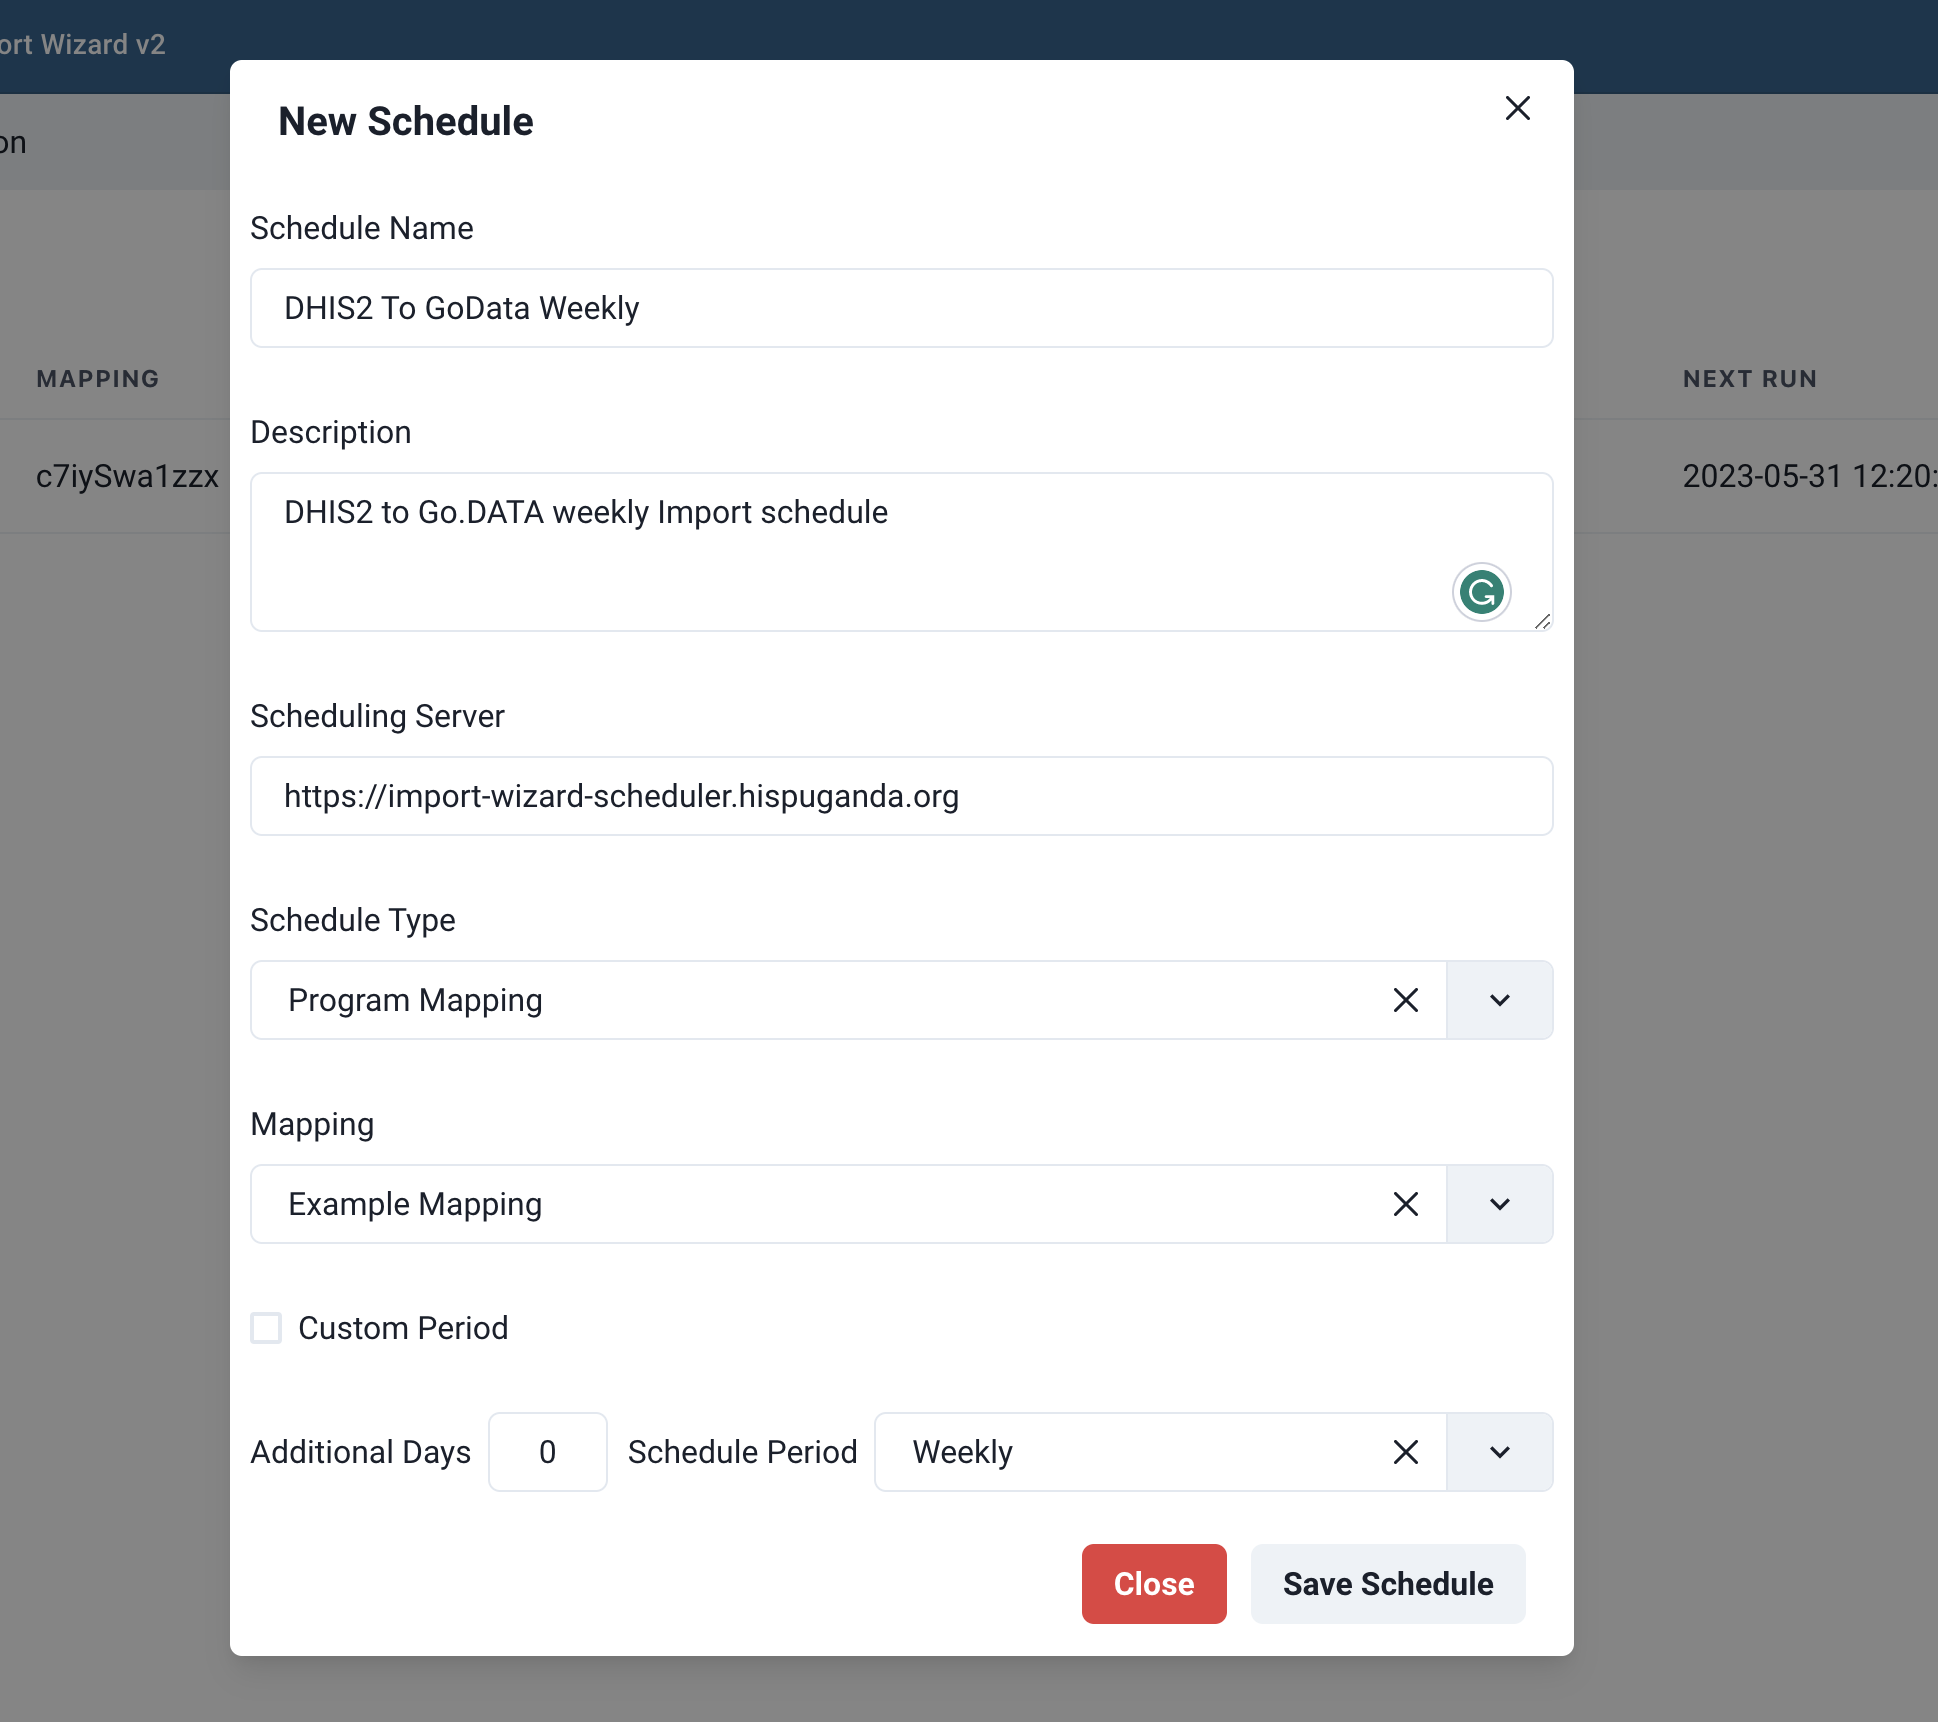 ort Wizard v2
on
New Schedule
Schedule Name
DHIS2 To GoData Weekly
MAPPING
NEXT RUN
Description
c7iySwa1zzx
2023-05-31 12:20:
DHIS2 to Go.DATA weekly Import schedule
Scheduling Server
https://import-wizard-scheduler.hispuganda.org
Schedule Type
Program Mapping
Mapping
Example Mapping
Custom Period
Additional Days 0 Schedule Period Weekly
Close Save Schedule